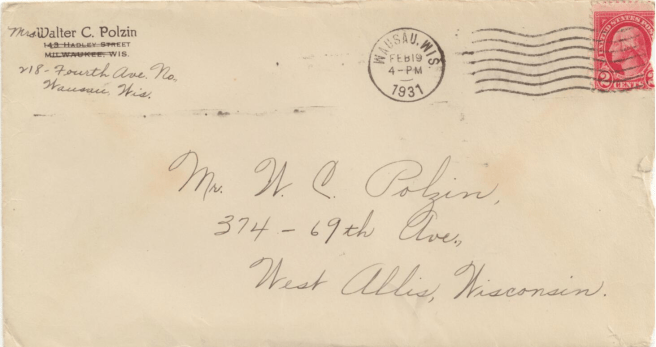 Mrs. Walter C. Polzin
143 HADLEY STREET
MILWAUKEE, WIS.
218 - Fourth Ave. No.
Wausau, Wis.
WAUSAU, WIS.
FEB 19
4-PM
1931
UNITED STATES POSTAGE
2 CENTS 2
Mr. W. C. Polzin,
374 - 69th Ave.,
West Allis, Wisconsin.